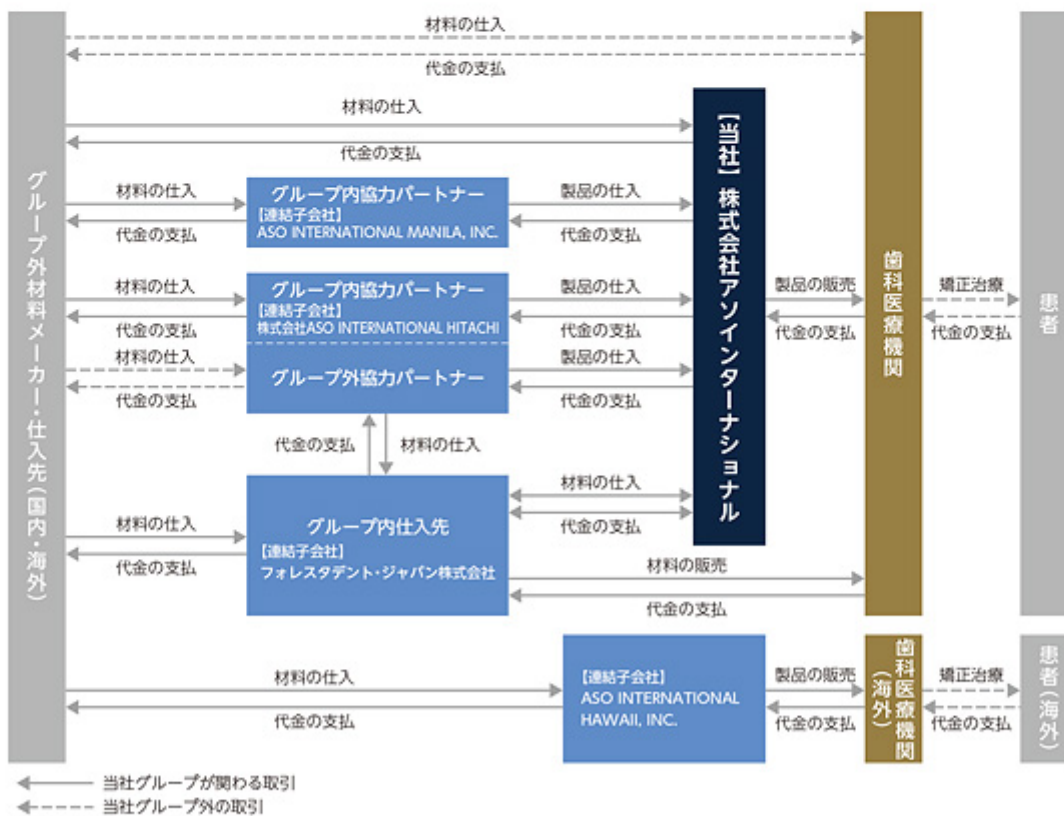 材料の仕入
代金の支払
材料の仕入
代金の支払
グループ外材料メーカー・仕入先(国内・海外)
材料の仕入
代金の支払
グループ内協力パートナー
【連結子会社】
ASO INTERNATIONAL MANILA, INC.
製品の仕入
代金の支払
材料の仕入
代金の支払
グループ内協力パートナー
【連結子会社】
株式会社ASO INTERNATIONAL HITACHI
製品の仕入
代金の支払
材料の仕入
代金の支払
グループ外協力パートナー
製品の仕入
代金の支払
代金の支払
材料の仕入
材料の仕入
代金の支払
グループ内仕入先
【連結子会社】
フォレスタデント・ジャパン株式会社
材料の仕入
代金の支払
材料の販売
代金の支払
【当社】株式会社アソインターナショナル
製品の販売
代金の支払
歯科医療機関
矯正治療
代金の支払
患者
材料の仕入
代金の支払
【連結子会社】
ASO INTERNATIONAL
HAWAII, INC.
製品の販売
代金の支払
歯科医療機関
(海外)
矯正治療
代金の支払
患者(海外)
当社グループが関わる取引
当社グループ外の取引